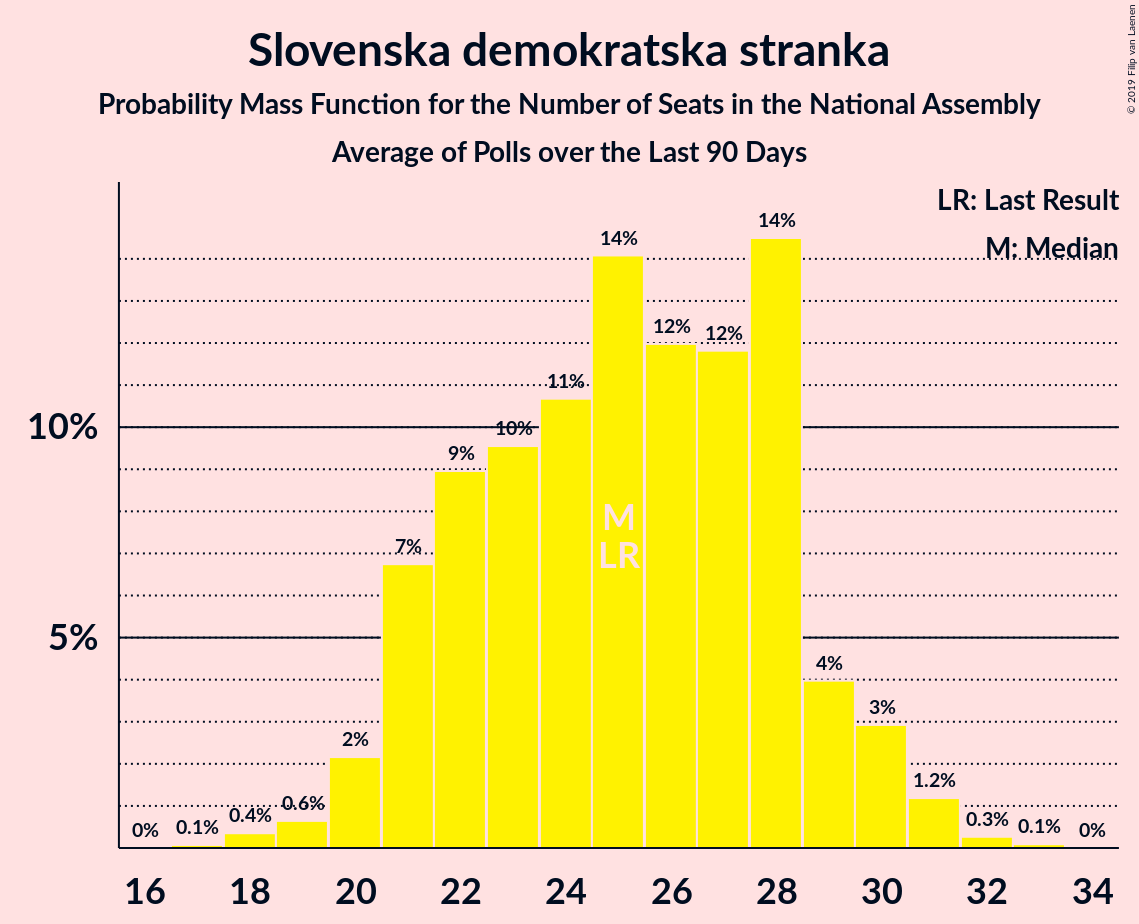 Slovenska demokratska stranka
Probability Mass Function for the Number of Seats in the National Assembly
Average of Polls over the Last 90 Days
© 2019 Filip van Laenen
LR: Last Result
M: Median
10%
5%
0%
0.1%
0.4%
0.6%
2%
7%
9%
10%
11%
14%
12%
12%
14%
4%
3%
1.2%
0.3%
0.1%
0%
M
LR
16 18 20 22 24 26 28 30 32 34